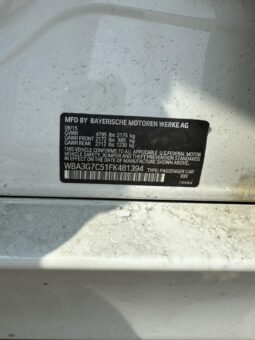 MFD BY BAYERISCHE MOTOREN WERKE AG
08/15
GVWR 4795 lbs 2175 kg
GAWR FRONT 2172 lbs 985 kg
GAWR REAR 2712 lbs 1230 kg
THIS VEHICLE CONFORMS TO ALL APPLICABLE U.S.FEDERAL MOTOR
VEHICLE SAFETY, BUMPER, AND THEFT PREVENTION STANDARDS
IN EFFECT ON THE DATE OF MANUFACTURE SHOWN ABOVE.
WBA3G7C51FK481394 TYPE: PASSENGER CAR
300